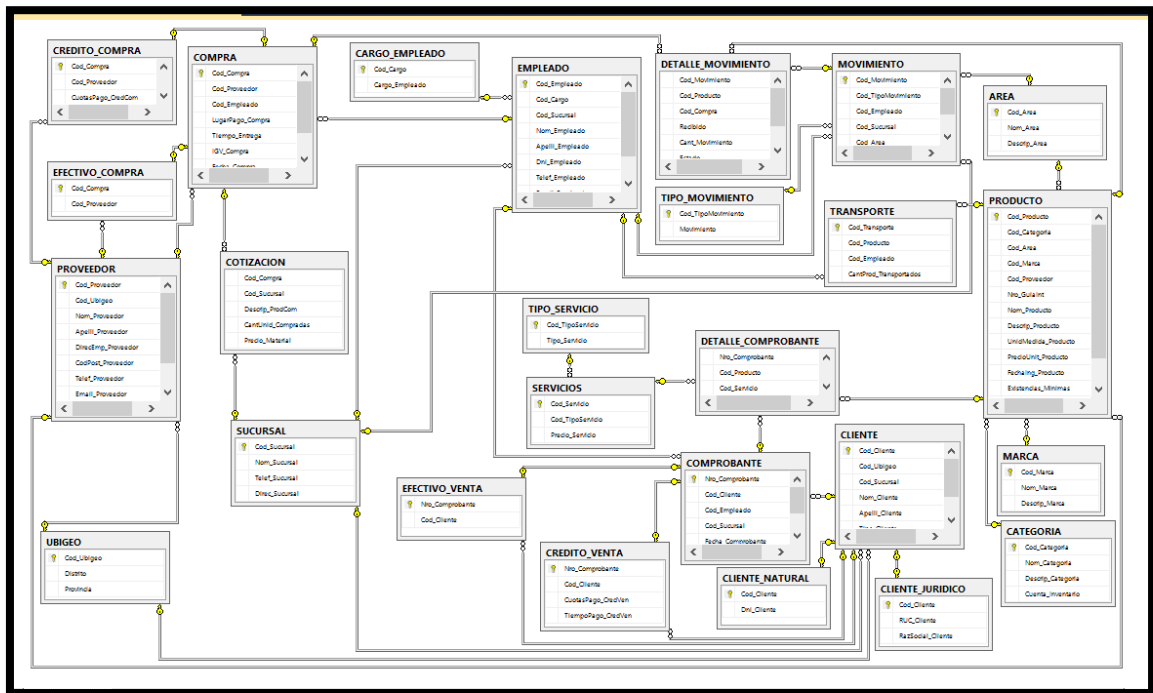 CREDITO_COMPRA
Cod_Compra
Cod_Proveedor
CuotasPago_CredCom
COMPRA
Cod_Compra
Cod_Proveedor
Cod_Empleado
LugarPago_Compra
Tiempo_Entrega
IGV_Compra
Fecha_Compra
CARGO_EMPLEADO
Cod_Cargo
Cargo_Empleado
EMPLEADO
Cod_Empleado
Cod_Cargo
Cod_Sucursal
Nom_Empleado
Apelli_Empleado
Dni_Empleado
Telef_Empleado
DETALLE_MOVIMIENTO
Cod_Movimiento
Cod_Producto
Cod_Compra
Recibido
Cant_Movimiento
Estado
MOVIMIENTO
Cod_Movimiento
Cod_TipoMovimiento
Cod_Empleado
Cod_Sucursal
Cod_Area
AREA
Cod_Area
Nom_Area
Descrip_Area
EFECTIVO_COMPRA
Cod_Compra
Cod_Proveedor
TIPO_MOVIMIENTO
Cod_TipoMovimiento
Movimiento
TRANSPORTE
Cod_Transporte
Cod_Producto
Cod_Empleado
CantProd_Transportados
PRODUCTO
Cod_Producto
Cod_Categoria
Cod_Area
Cod_Marca
Cod_Proveedor
Nro_GuiaInt
Nom_Producto
Descrip_Producto
UnidMedida_Producto
PrecioUnit_Producto
FechaIng_Producto
Existencias_Minimas
PROVEEDOR
Cod_Proveedor
Cod_Ubigeo
Nom_Proveedor
Apelli_Proveedor
DirecEmp_Proveedor
CodPost_Proveedor
Telef_Proveedor
Email_Proveedor
COTIZACION
Cod_Compra
Cod_Sucursal
Descrip_ProdCom
CantUnid_Compradas
Precio_Material
TIPO_SERVICIO
Cod_TipoServicio
Tipo_Servicio
DETALLE_COMPROBANTE
Nro_Comprobante
Cod_Producto
Cod_Servicio
SERVICIOS
Cod_Servicio
Cod_TipoServicio
Precio_Servicio
SUCURSAL
Cod_Sucursal
Nom_Sucursal
Telef_Sucursal
Direc_Sucursal
CLIENTE
Cod_Cliente
Cod_Ubigeo
Cod_Sucursal
Nom_Cliente
Apelli_Cliente
Tipo_Cliente
MARCA
Cod_Marca
Nom_Marca
Descrip_Marca
COMPROBANTE
Nro_Comprobante
Cod_Cliente
Cod_Empleado
Cod_Sucursal
Fecha_Comprobante
EFECTIVO_VENTA
Nro_Comprobante
Cod_Cliente
UBIGEO
Cod_Ubigeo
Distrito
Provincia
CREDITO_VENTA
Nro_Comprobante
Cod_Cliente
CuotasPago_CredVen
TiempoPago_CredVen
CLIENTE_NATURAL
Cod_Cliente
Dni_Cliente
CLIENTE_JURIDICO
Cod_Cliente
RUC_Cliente
RazSocial_Cliente
CATEGORIA
Cod_Categoria
Nom_Categoria
Descrip_Categoria
Cuenta_Inventario